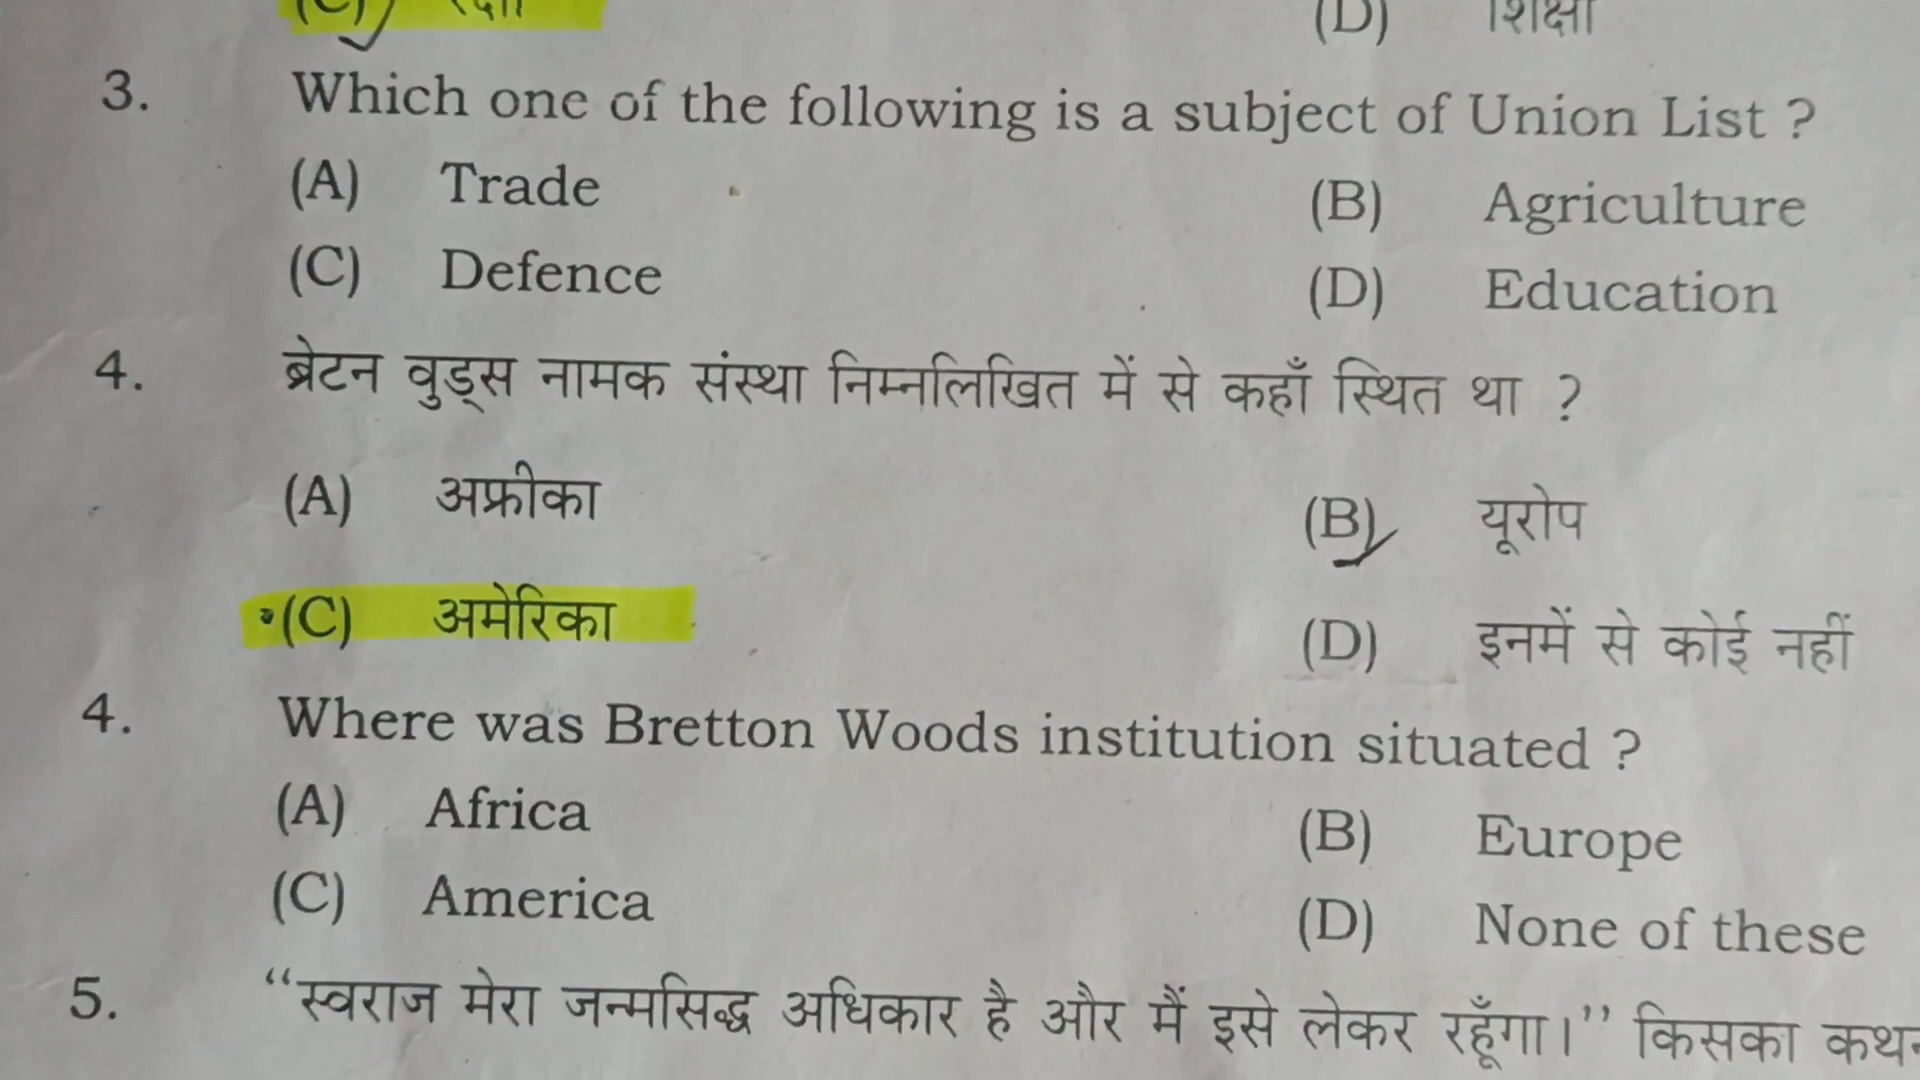 (C) रक्षा (D) शिक्षा
3. Which one of the following is a subject of Union List ?
(A) Trade (B) Agriculture
(C) Defence (D) Education
4. ब्रेटन वुड्स नामक संस्था निम्नलिखित में से कहाँ स्थित था ?
(A) अफ्रीका (B) यूरोप
(C) अमेरिका (D) इनमें से कोई नहीं
4. Where was Bretton Woods institution situated ?
(A) Africa (B) Europe
(C) America (D) None of these
5. “स्वराज मेरा जन्मसिद्ध अधिकार है और मैं इसे लेकर रहूँगा।” किसका